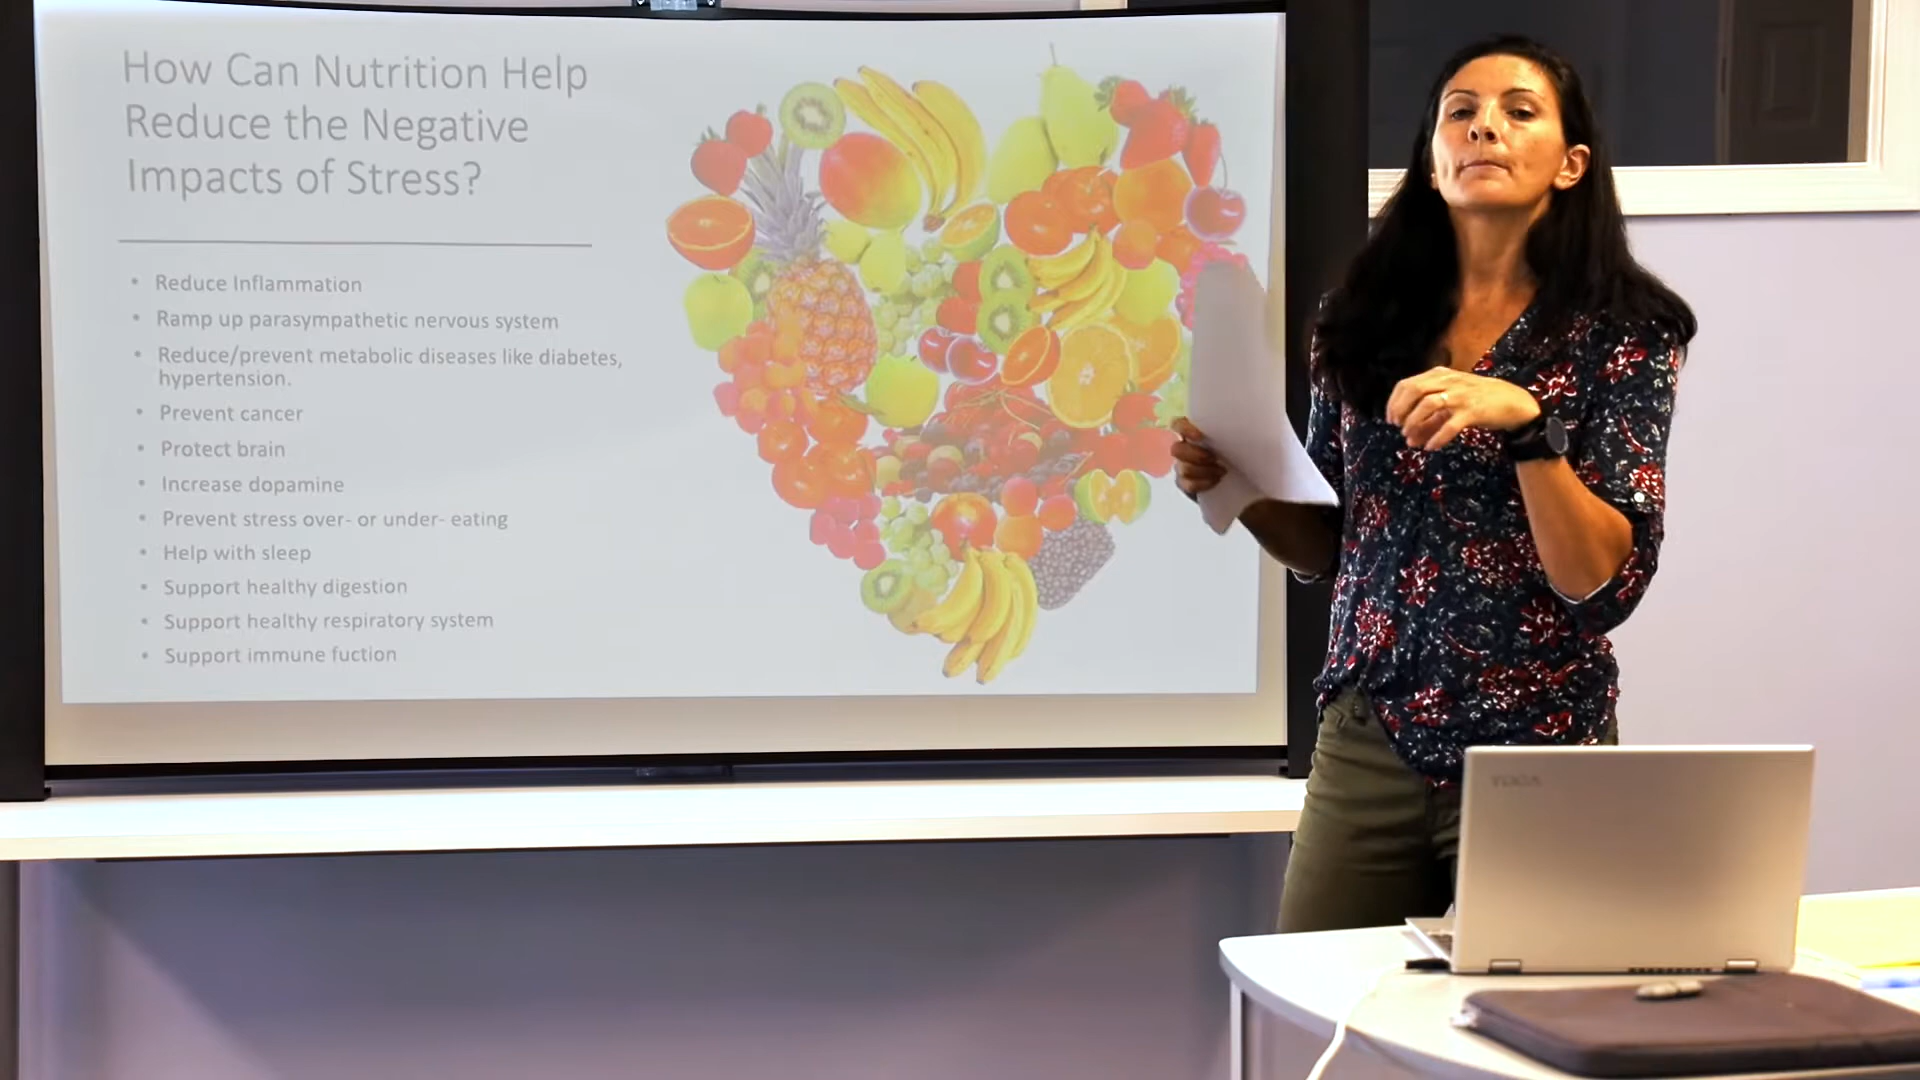 How Can Nutrition Help
Reduce the Negative
Impacts of Stress?
• Reduce Inflammation
• Ramp up parasympathetic nervous system
• Reduce/prevent metabolic diseases like diabetes,
hypertension.
• Prevent cancer
• Protect brain
• Increase dopamine
• Prevent stress over- or under- eating
• Help with sleep
• Support healthy digestion
• Support healthy respiratory system
• Support immune fuction
YOGA